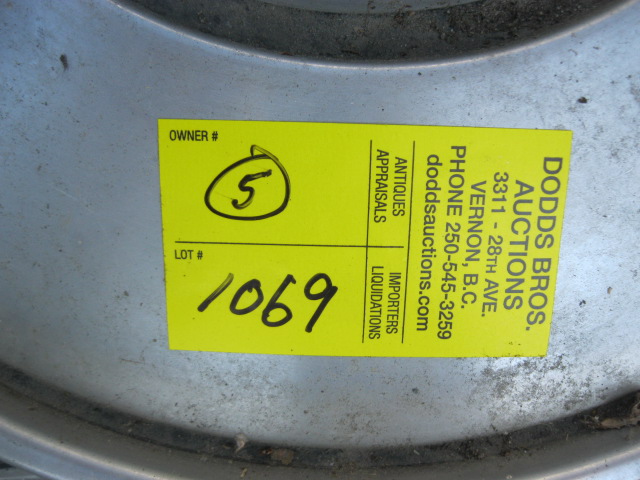 OWNER #
5
LOT #
1069
ANTIQUES
APPRAISALS
IMPORTERS
LIQUIDATIONS
DODDS BROS.
AUCTIONS
3311 - 28TH AVE.
VERNON, B.C.
PHONE 250-545-3259
doddsauctions.com